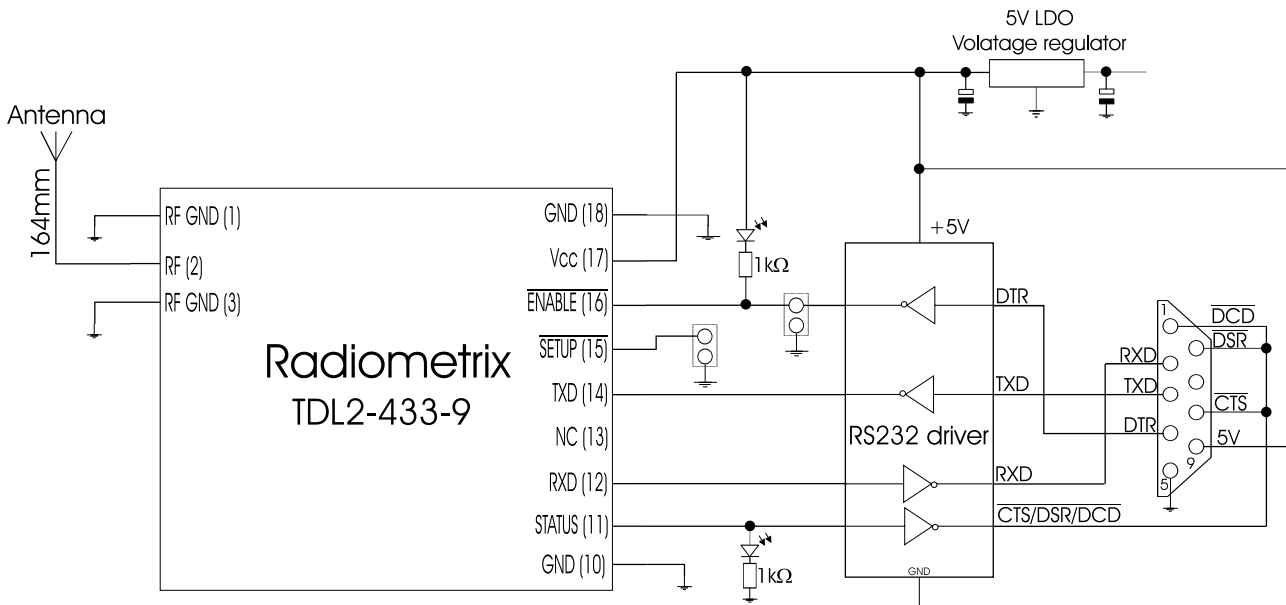 5V LDO
Volatage regulator
Antenna
164mm
RF GND (1)
RF (2)
RF GND (3)
Radiometrix
TDL2-433-9
GND (18)
Vcc (17)
ENABLE (16)
SETUP (15)
TXD (14)
NC (13)
RXD (12)
STATUS (11)
GND (10)
1kΩ
1kΩ
+5V
RS232 driver
GND
DTR
TXD
RXD
CTS/DSR/DCD
RXD
TXD
DTR
1
5
9
DCD
DSR
CTS
5V